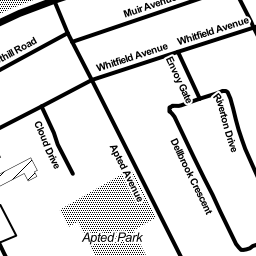 Muir Avenue
Whitfield Avenue
thill Road
Whitfield Avenue
Envoy Gate
Riverton Drive
Cloud Drive
Apted Avenue
Dellbrook Crescent
Apted Park